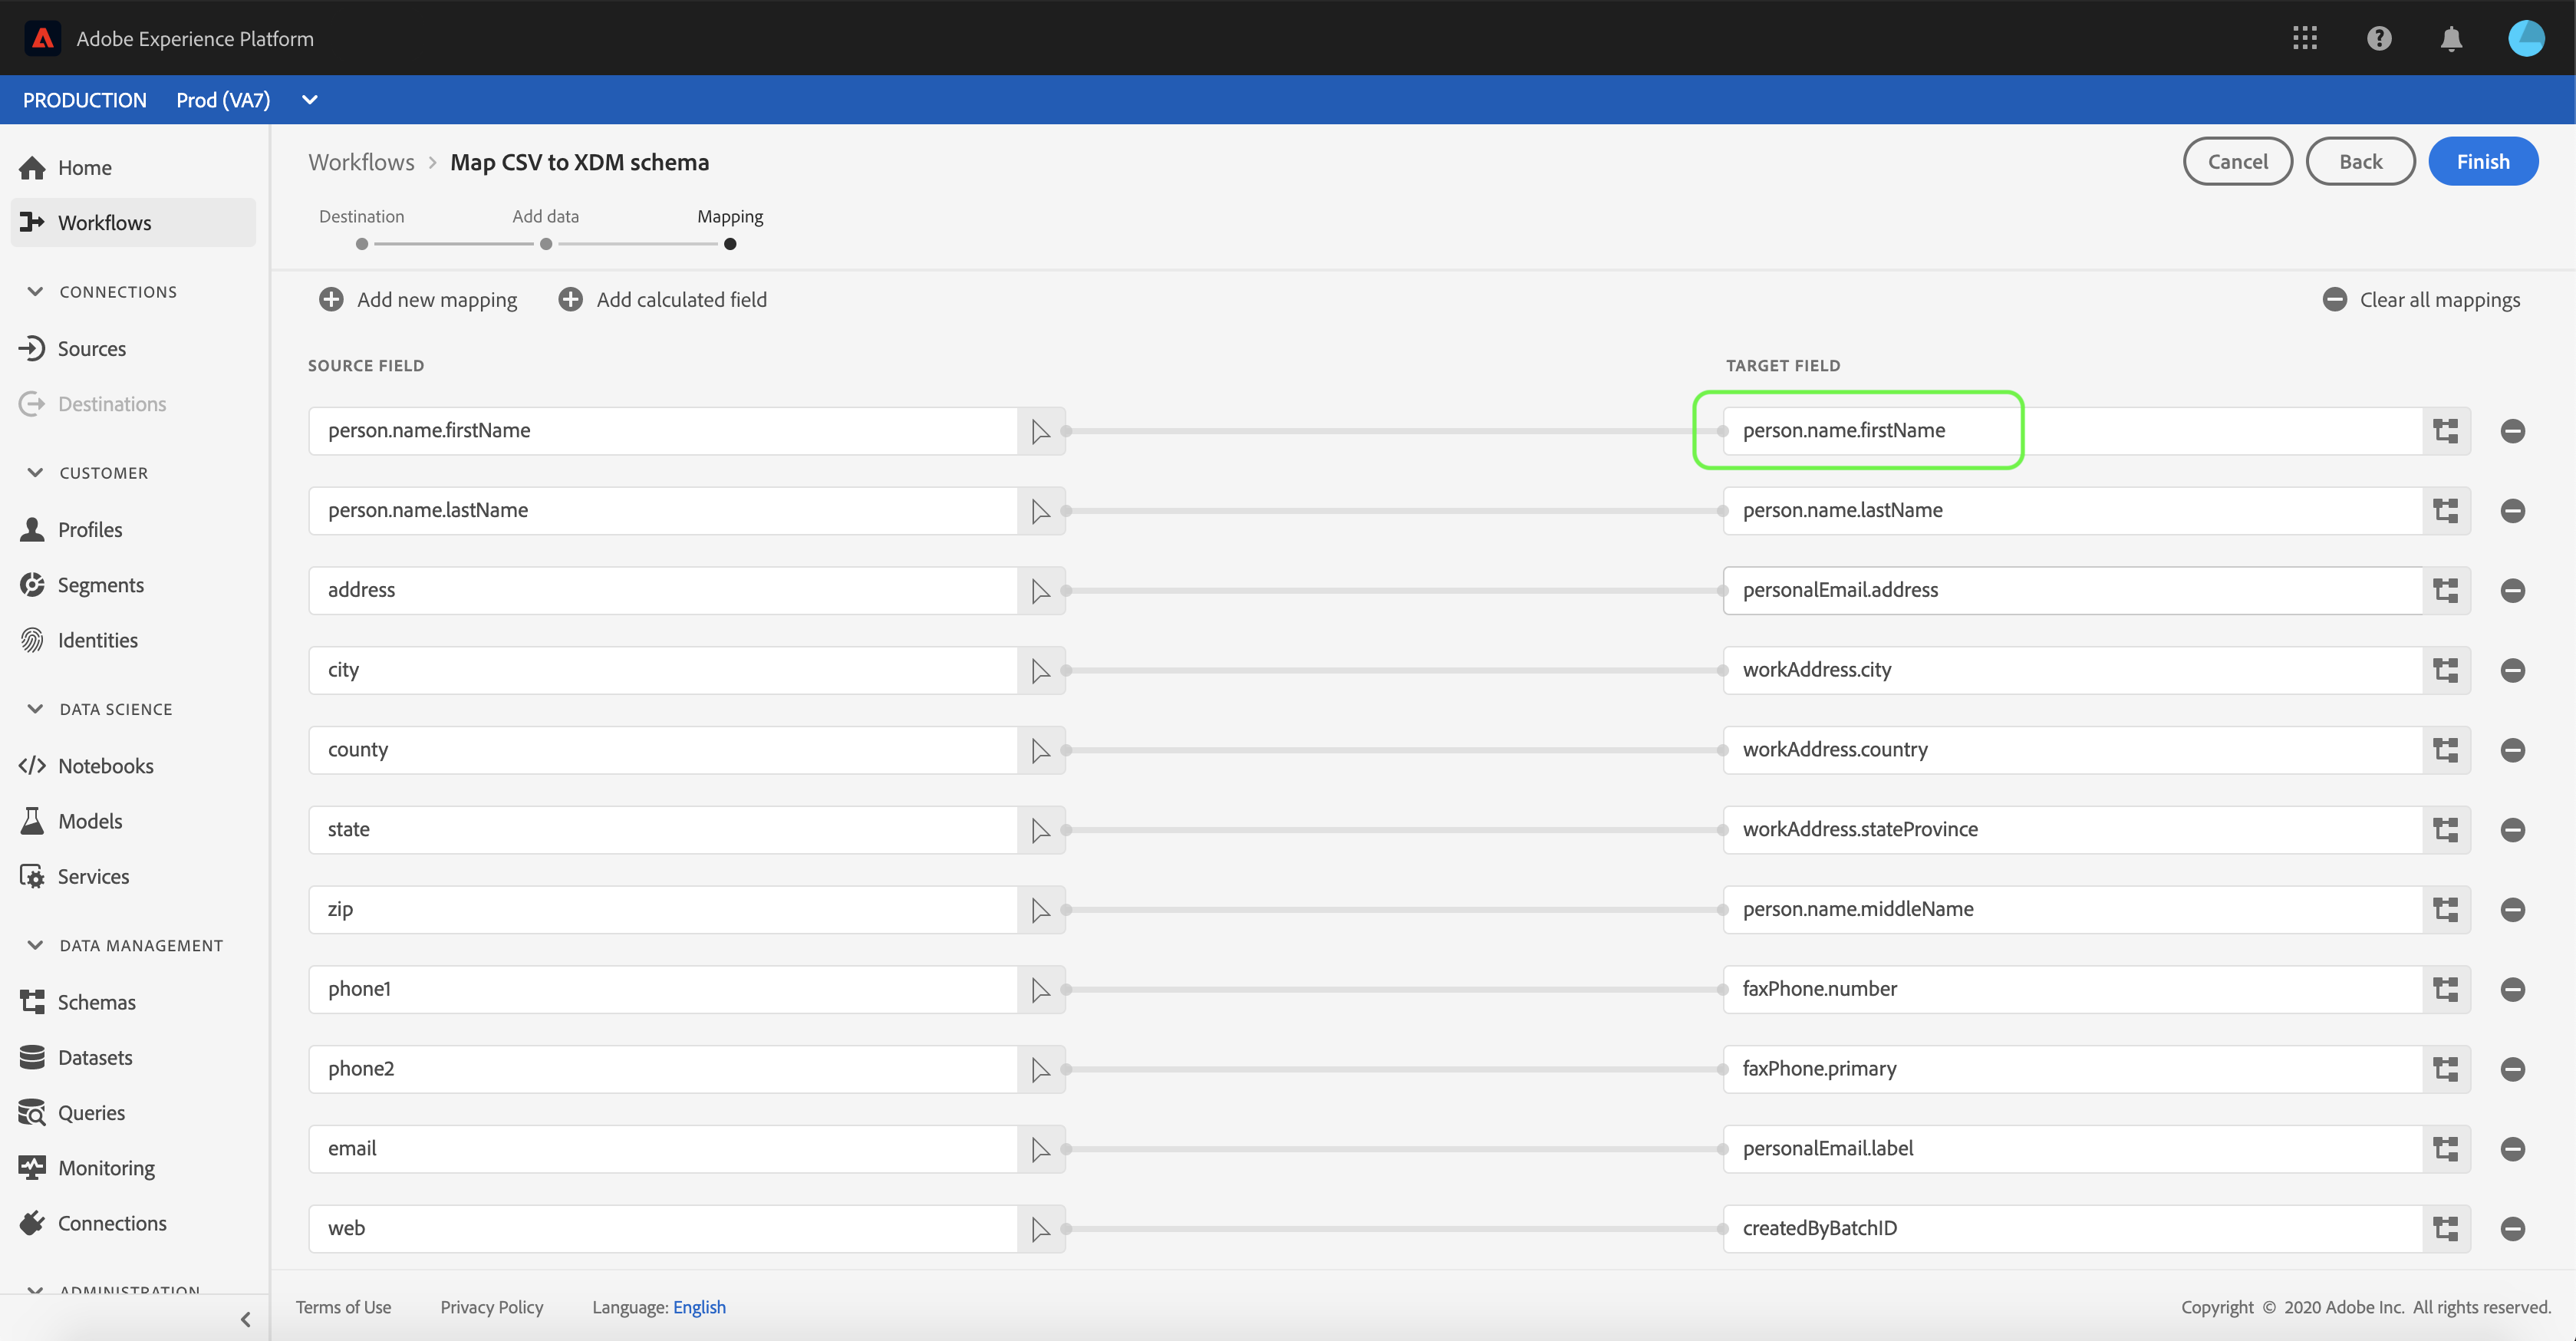 Adobe Experience Platform
PRODUCTION Prod (VA7)
Home
Workflows
CONNECTIONS
Sources
Destinations
CUSTOMER
Profiles
Segments
Identities
DATA SCIENCE
Notebooks
Models
Services
DATA MANAGEMENT
Schemas
Datasets
Queries
Monitoring
Connections
ADMINISTRATION
Workflows > Map CSV to XDM schema
Cancel Back Finish
Destination Add data Mapping
Add new mapping Add calculated field Clear all mappings
SOURCE FIELD TARGET FIELD
person.name.firstName person.name.firstName
person.name.lastName person.name.lastName
address personalEmail.address
city workAddress.city
county workAddress.country
state workAddress.stateProvince
zip person.name.middleName
phone1 faxPhone.number
phone2 faxPhone.primary
email personalEmail.label
web createdByBatchID
Terms of Use Privacy Policy Language: English Copyright © 2020 Adobe Inc. All rights reserved.